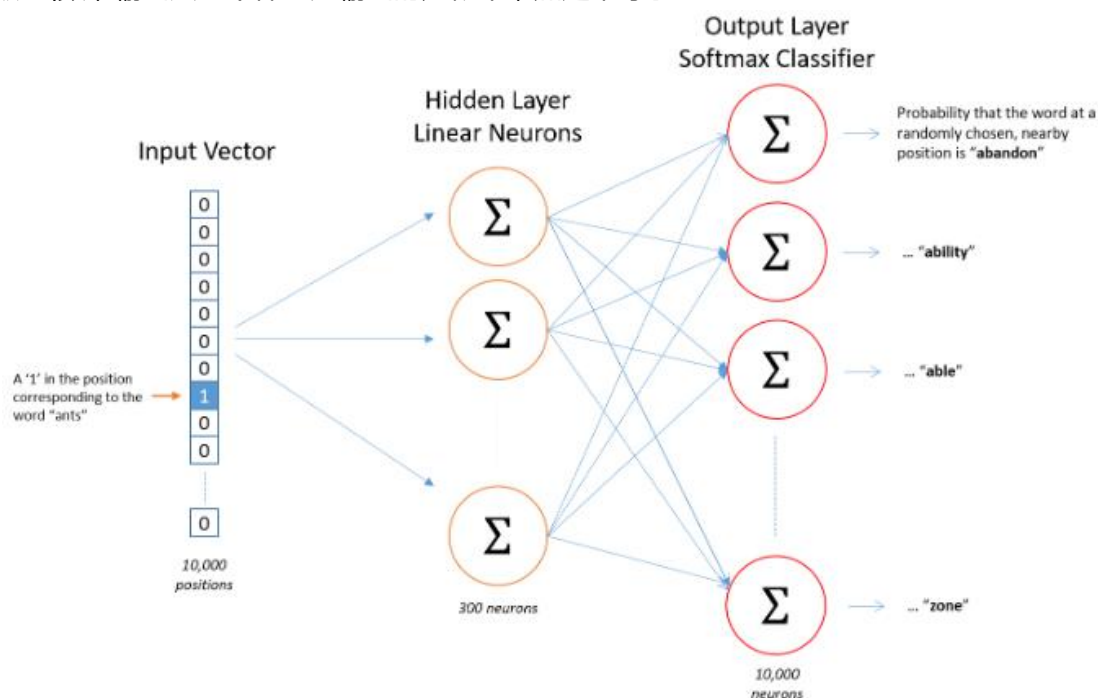 Output Layer
Softmax Classifier
Hidden Layer
Linear Neurons
Input Vector
Probability that the word at a
randomly chosen, nearby
position is "abandon"
Σ
Σ
Σ
Σ
Σ
Σ
Σ
... "ability"
... "able"
... "zone"
0
0
0
0
0
0
0
1
0
0
0
A '1' in the position
corresponding to the
word "ants"
10,000
positions
300 neurons
10,000
neurons